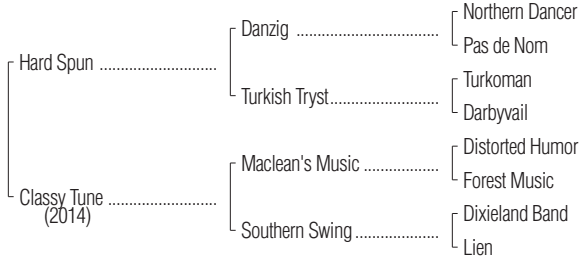 Northern Dancer
Danzig ....................................
Pas de Nom
Hard Spun .............................
Turkoman
Turkish Tryst...........................
Darbyvail
Distorted Humor
Maclean's Music ...................
Forest Music
Classy Tune ...........................
(2014)
Dixieland Band
Southern Swing.....................
Lien